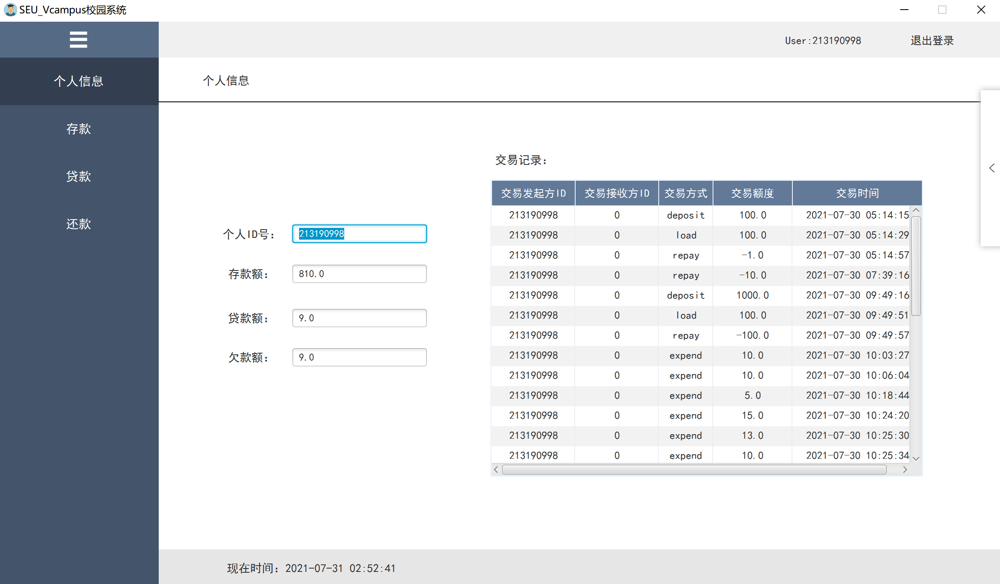 SEU_Vcampus校园系统
User:213190998 退出登录
个人信息
存款
贷款
还款
个人信息
个人ID号： 213190998
存款额： 810.0
贷款额： 9.0
欠款额： 9.0
交易记录：
交易发起方ID 交易接收方ID 交易方式 交易额度 交易时间
213190998 0 deposit 100.0 2021-07-30 05:14:15
213190998 0 load 100.0 2021-07-30 05:14:29
213190998 0 repay -1.0 2021-07-30 05:14:57
213190998 0 repay -10.0 2021-07-30 07:39:16
213190998 0 deposit 1000.0 2021-07-30 09:49:16
213190998 0 load 100.0 2021-07-30 09:49:51
213190998 0 repay -100.0 2021-07-30 09:49:57
213190998 0 expend 10.0 2021-07-30 10:03:27
213190998 0 expend 10.0 2021-07-30 10:06:04
213190998 0 expend 5.0 2021-07-30 10:18:44
213190998 0 expend 15.0 2021-07-30 10:24:20
213190998 0 expend 13.0 2021-07-30 10:25:30
213190998 0 expend 10.0 2021-07-30 10:25:34
现在时间：2021-07-31 02:52:41